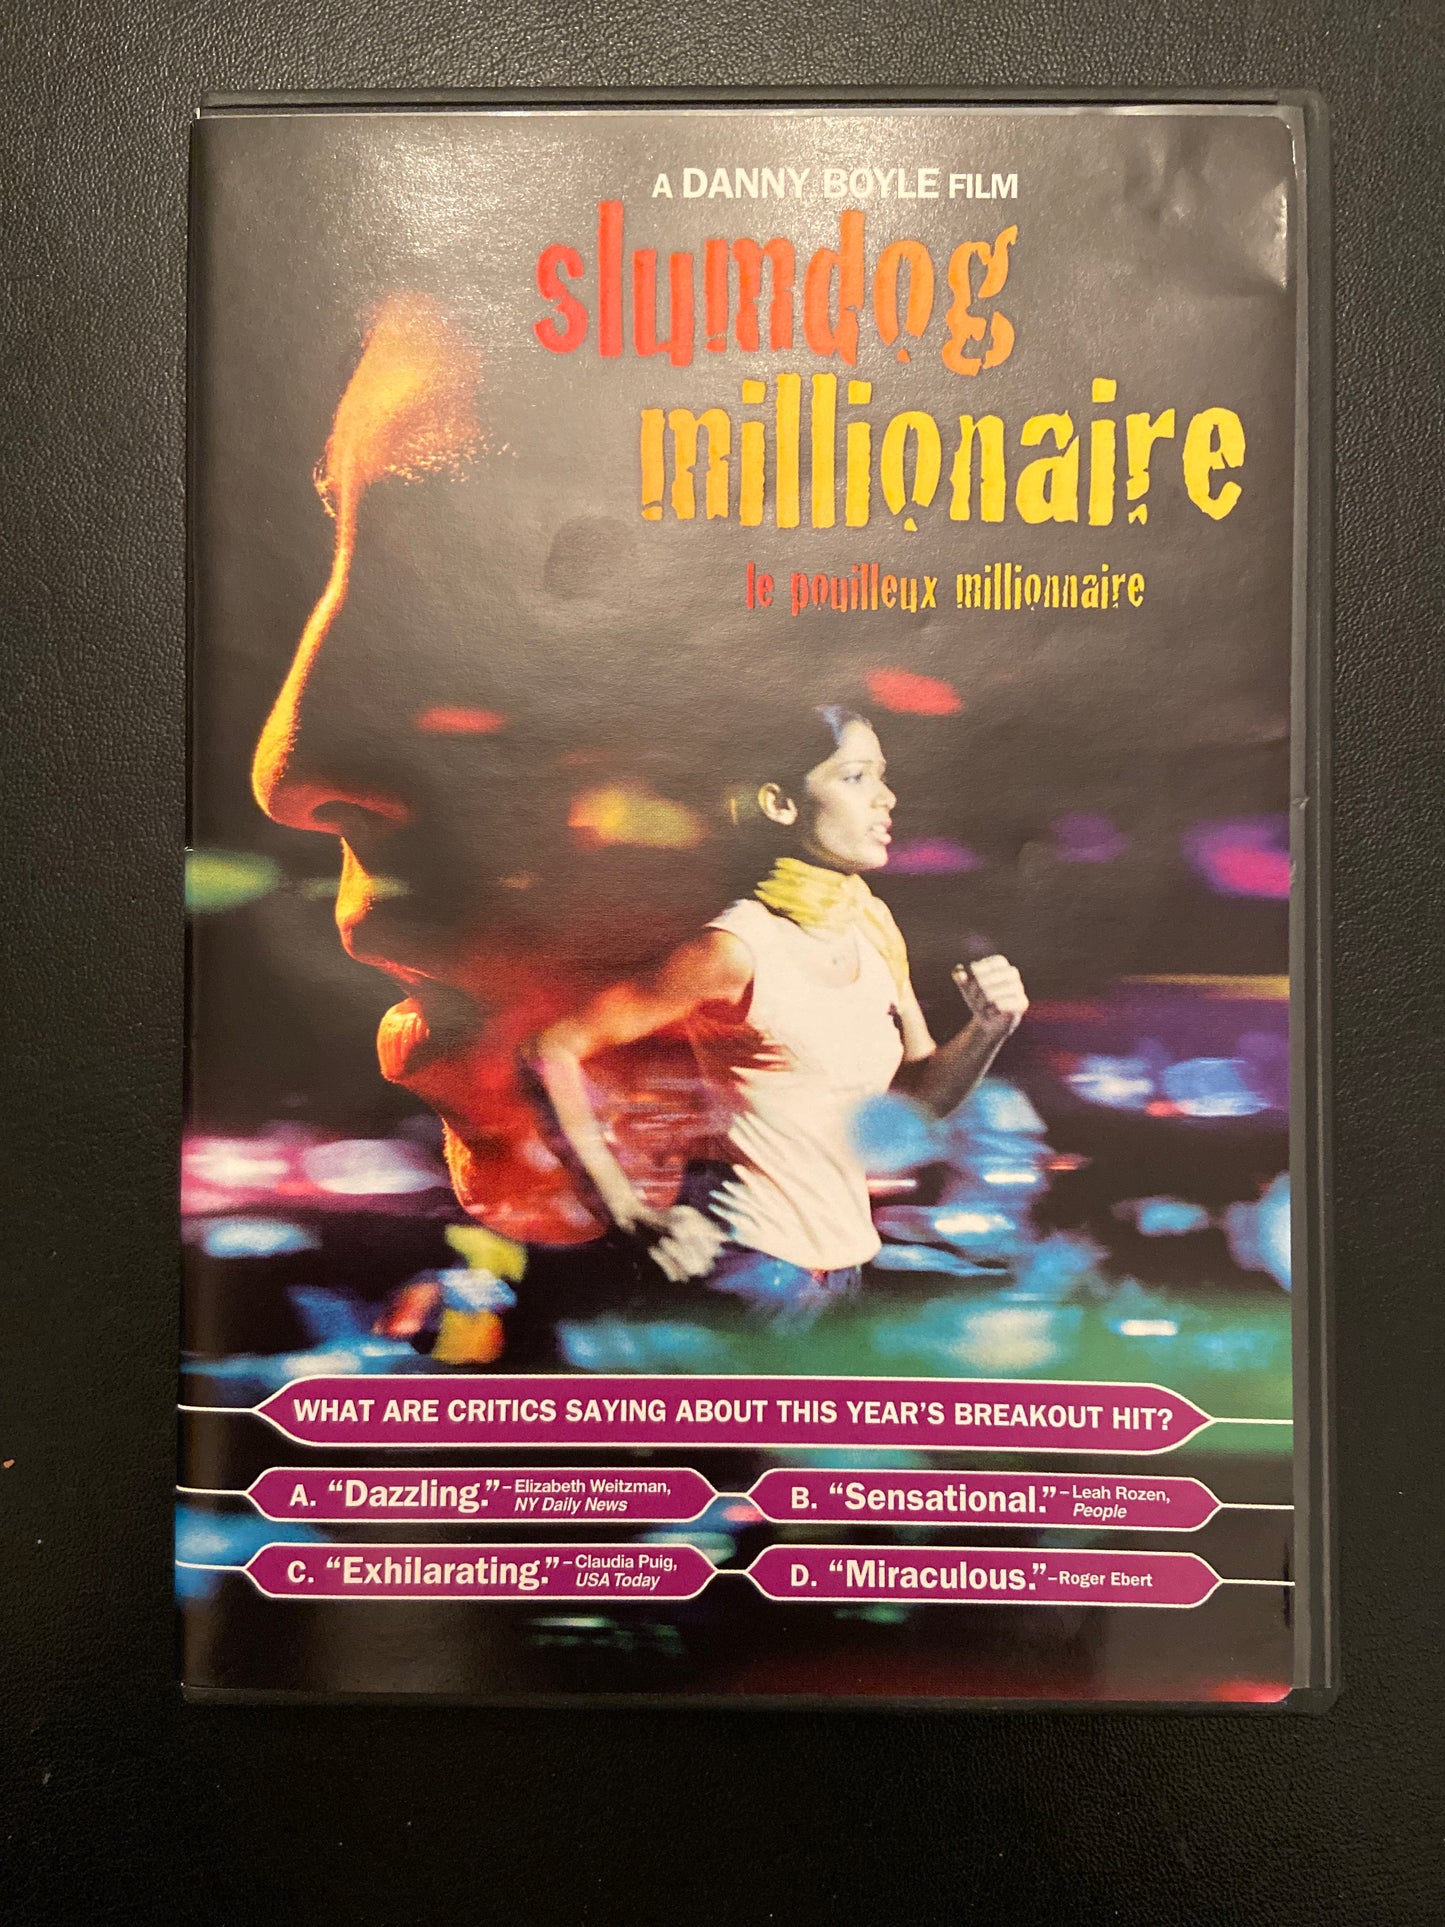 A DANNY BOYLE FILM
slumdog
millionaire
le pouilleux millionnaire
WHAT ARE CRITICS SAYING ABOUT THIS YEAR'S BREAKOUT HIT?
A. “Dazzling.”–Elizabeth Weitzman,
NY Daily News
B. “Sensational.”–Leah Rozen,
People
C. “Exhilarating.”–Claudia Puig,
USA Today
D. “Miraculous.”–Roger Ebert